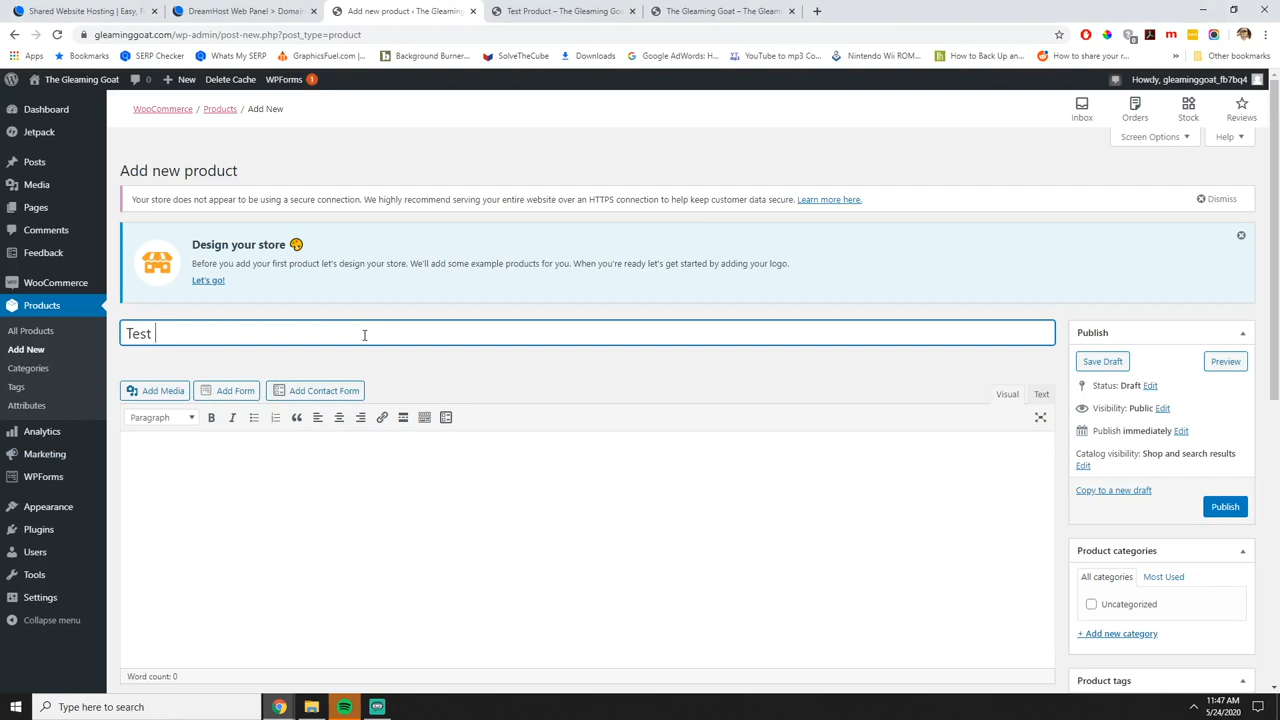 Shared Website Hosting | Easy, F
DreamHost Web Panel > Domain
Add new product ‹ The Gleaming
Test Product – The Gleaming Goat
The Gleaming Goat – The Gleamin
gleaminggoat.com/wp-admin/post-new.php?post_type=product
Apps
Bookmarks
SERP Checker
Whats My SERP
GraphicsFuel.com |...
Background Burner...
SolveTheCube
Downloads
Google AdWords: H...
YouTube to mp3 Co...
Nintendo Wii ROM...
How to Back Up an...
How to share your r...
»
Other bookmarks
The Gleaming Goat
0
New
Delete Cache
WPForms 1
Howdy, gleaminggoat_fb7bq4
Dashboard
Jetpack
Posts
Media
Pages
Comments
Feedback
WooCommerce
Products
All Products
Add New
Categories
Tags
Attributes
Analytics
Marketing
WPForms
Appearance
Plugins
Users
Tools
Settings
Collapse menu
WooCommerce / Products / Add New
Inbox
Orders
Stock
Reviews
Screen Options
Help
Add new product
Your store does not appear to be using a secure connection. We highly recommend serving your entire website over an HTTPS connection to help keep customer data secure. Learn more here.
Dismiss
Design your store
Before you add your first product let's design your store. We'll add some example products for you. When you're ready let's get started by adding your logo.
Let's go!
Test
Add Media
Add Form
Add Contact Form
Visual
Text
Paragraph
B I
Word count: 0
Publish
Save Draft
Preview
Status: Draft Edit
Visibility: Public Edit
Publish immediately Edit
Catalog visibility: Shop and search results
Edit
Copy to a new draft
Publish
Product categories
All categories
Most Used
Uncategorized
+ Add new category
Product tags
Type here to search
11:47 AM
5/24/2020